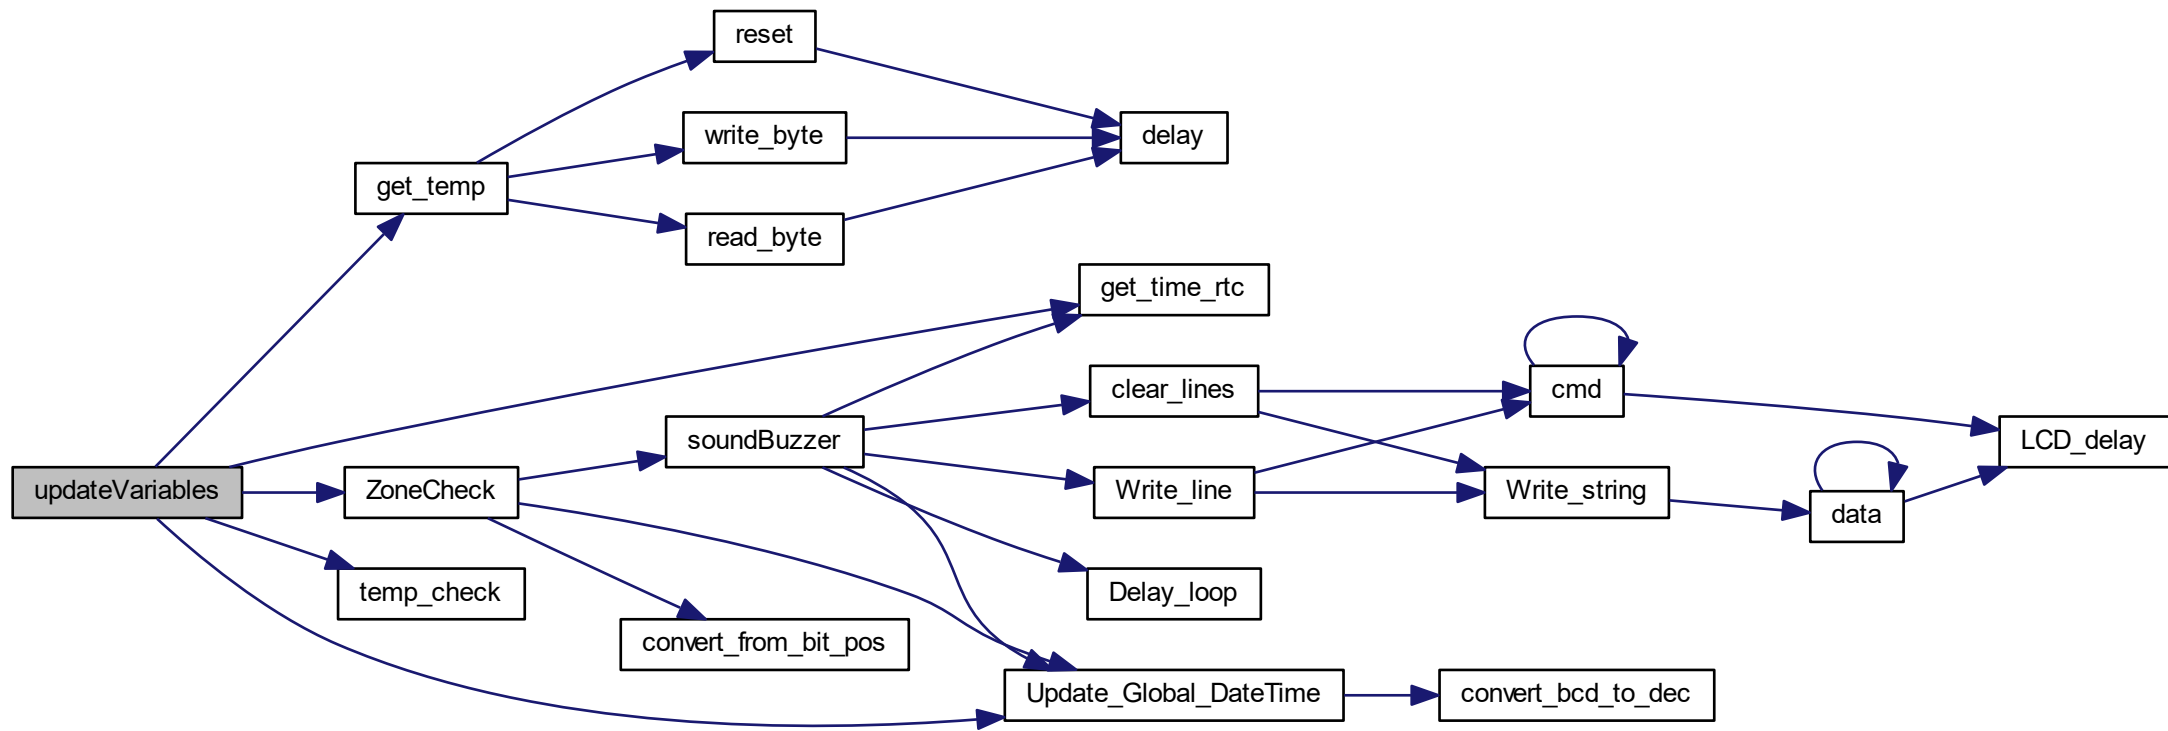 reset
write_byte
delay
get_temp
read_byte
get_time_rtc
clear_lines
cmd
soundBuzzer
LCD_delay
updateVariables
ZoneCheck
Write_line
Write_string
data
temp_check
Delay_loop
convert_from_bit_pos
Update_Global_DateTime
convert_bcd_to_dec